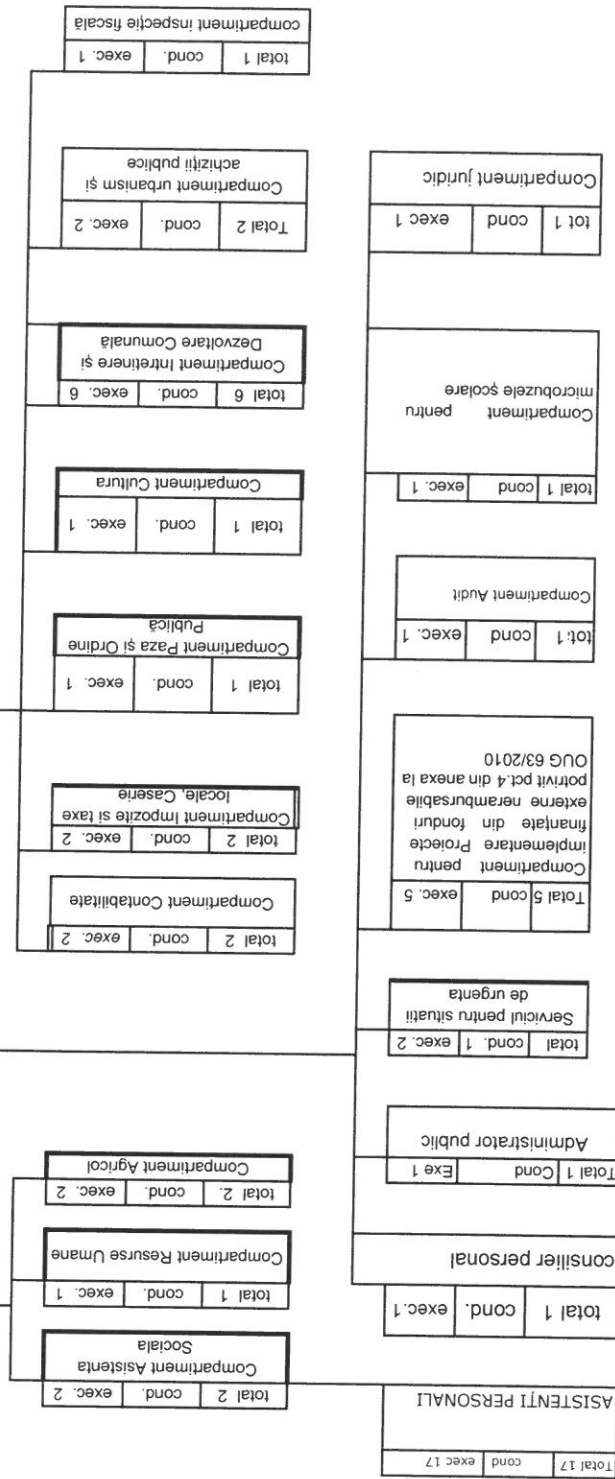 Total 17 cond exec 17
ASISTENȚI PERSONALI
total 1 cond. exec.1
consilier personal
Total 1 Cond Exe 1
Administrator public
total cond. 1 exec. 2
Serviciul pentru situatii
de urgenta
Total 5 cond exec. 5
Compartiment pentru
implementare Proiecte
finanțate din fonduri
externe nerambursabile
potrivit pct.4 din anexa la
OUG 63/2010
tot:1 cond exec. 1
Compartiment Audit
total 1 cond exec. 1
Compartiment pentru
microbuzele școlare
tot 1 cond exec 1
Compartiment juridic
total 2 cond. exec. 2
Compartiment Asistenta
Sociala
total 1 cond. exec. 1
Compartiment Resurse Umane
total 2. cond. exec. 2
Compartiment Agricol
total 2 cond. exec. 2
Compartiment Contabilitate
total 2 cond. exec. 2
Compartiment Impozite si taxe
locale, Caserie
total 1 cond. exec. 1
Compartiment Paza și Ordine
Publică
total 1 cond. exec. 1
Compartiment Cultura
total 6 cond. exec. 6
Compartiment Intretinere și
Dezvoltare Comunală
Total 2 cond. exec. 2
Compartiment urbanism și
achiziții publice
total 1 cond. exec. 1
compartiment inspecție fiscală